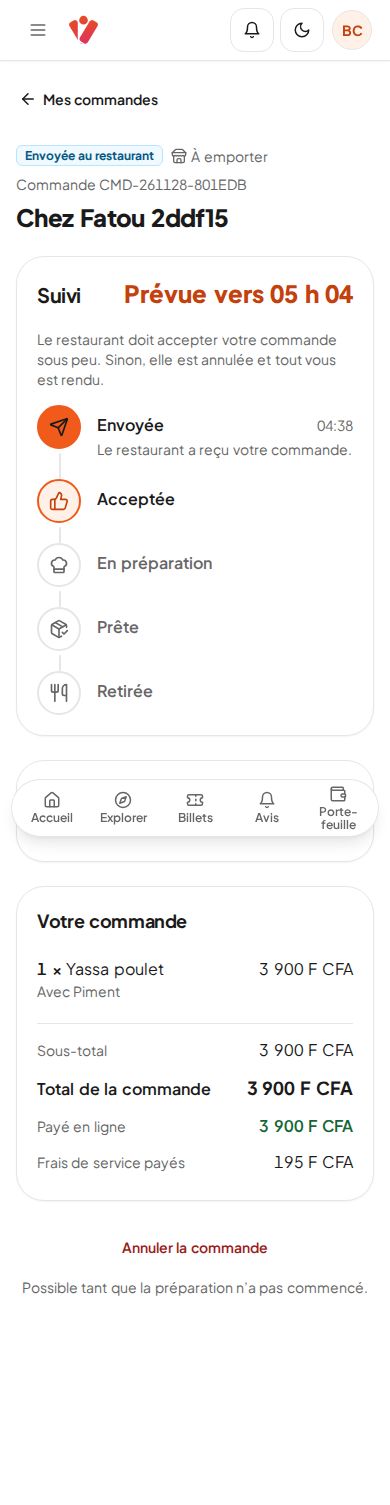 BC
Mes commandes
Envoyée au restaurant À emporter
Commande CMD-261128-801EDB
Chez Fatou 2ddf15
Suivi Prévue vers 05 h 04
Le restaurant doit accepter votre commande
sous peu. Sinon, elle est annulée et tout vous
est rendu.
Envoyée 04:38
Le restaurant a reçu votre commande.
Acceptée
En préparation
Prête
Retirée
Accueil Explorer Billets Avis Porte-
feuille
Votre commande
1 × Yassa poulet 3 900 F CFA
Avec Piment
Sous-total 3 900 F CFA
Total de la commande 3 900 F CFA
Payé en ligne 3 900 F CFA
Frais de service payés 195 F CFA
Annuler la commande
Possible tant que la préparation n'a pas commencé.